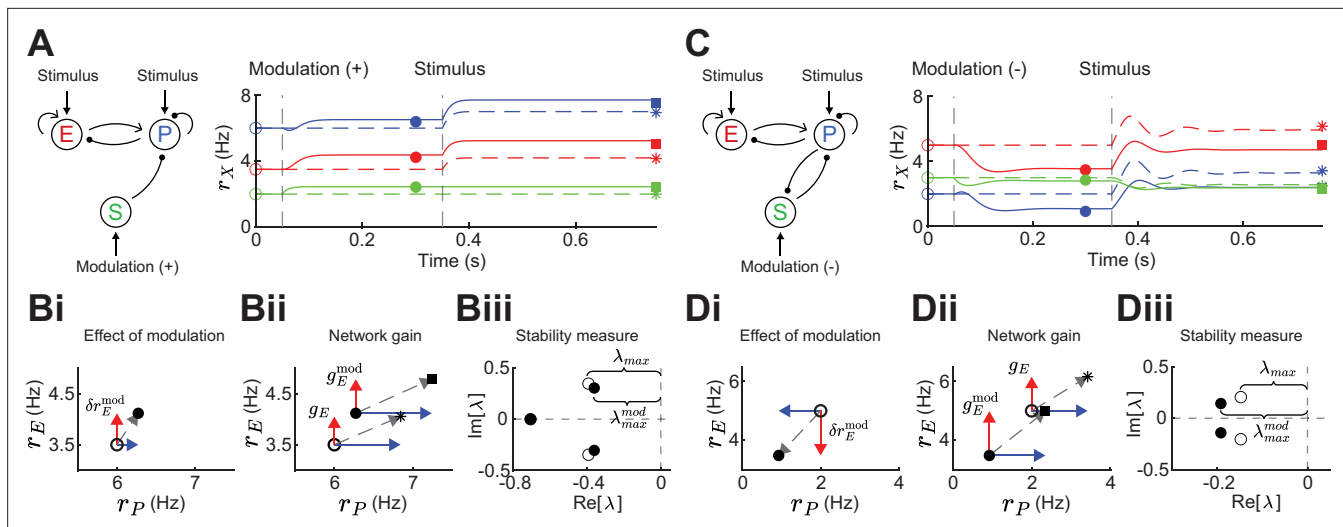 A
Stimulus Stimulus
E P
S
Modulation (+)
Modulation (+) Stimulus
r_X (Hz)
8
4
0
0 0.2 0.4 0.6
Time (s)
C
Stimulus Stimulus
E P
S
Modulation (-)
Modulation (-) Stimulus
r_X (Hz)
8
4
0
0 0.2 0.4 0.6
Time (s)
Bi
Effect of modulation
r_E (Hz)
4.5
3.5
δr_E^mod
6 7
r_P (Hz)
Bii
Network gain
r_E (Hz)
4.5
3.5
g_E^mod
g_E
6 7
r_P (Hz)
Biii
Stability measure
Im[λ]
0.5
0
-0.5
λ_max
λ_max^mod
-0.8 -0.4 0
Re[λ]
Di
Effect of modulation
r_E (Hz)
6
4
δr_E^mod
0 2 4
r_P (Hz)
Dii
Network gain
r_E (Hz)
6
4
g_E
g_E^mod
0 2 4
r_P (Hz)
Diii
Stability measure
Im[λ]
0.5
0
-0.5
λ_max
λ_max^mod
-0.2 0
Re[λ]